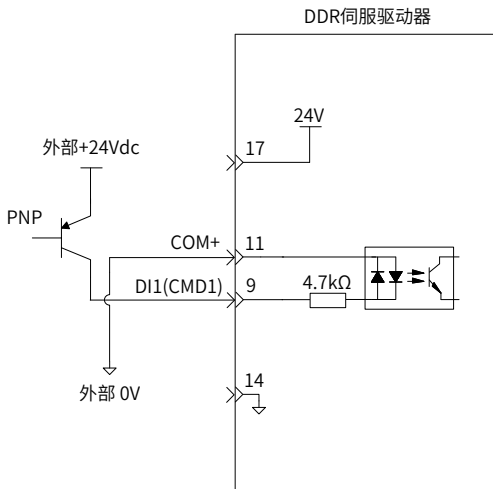 DDR伺服驱动器
24V
17
外部+24Vdc
PNP
COM+
11
DI1(CMD1)
9
4.7kΩ
外部 0V
14